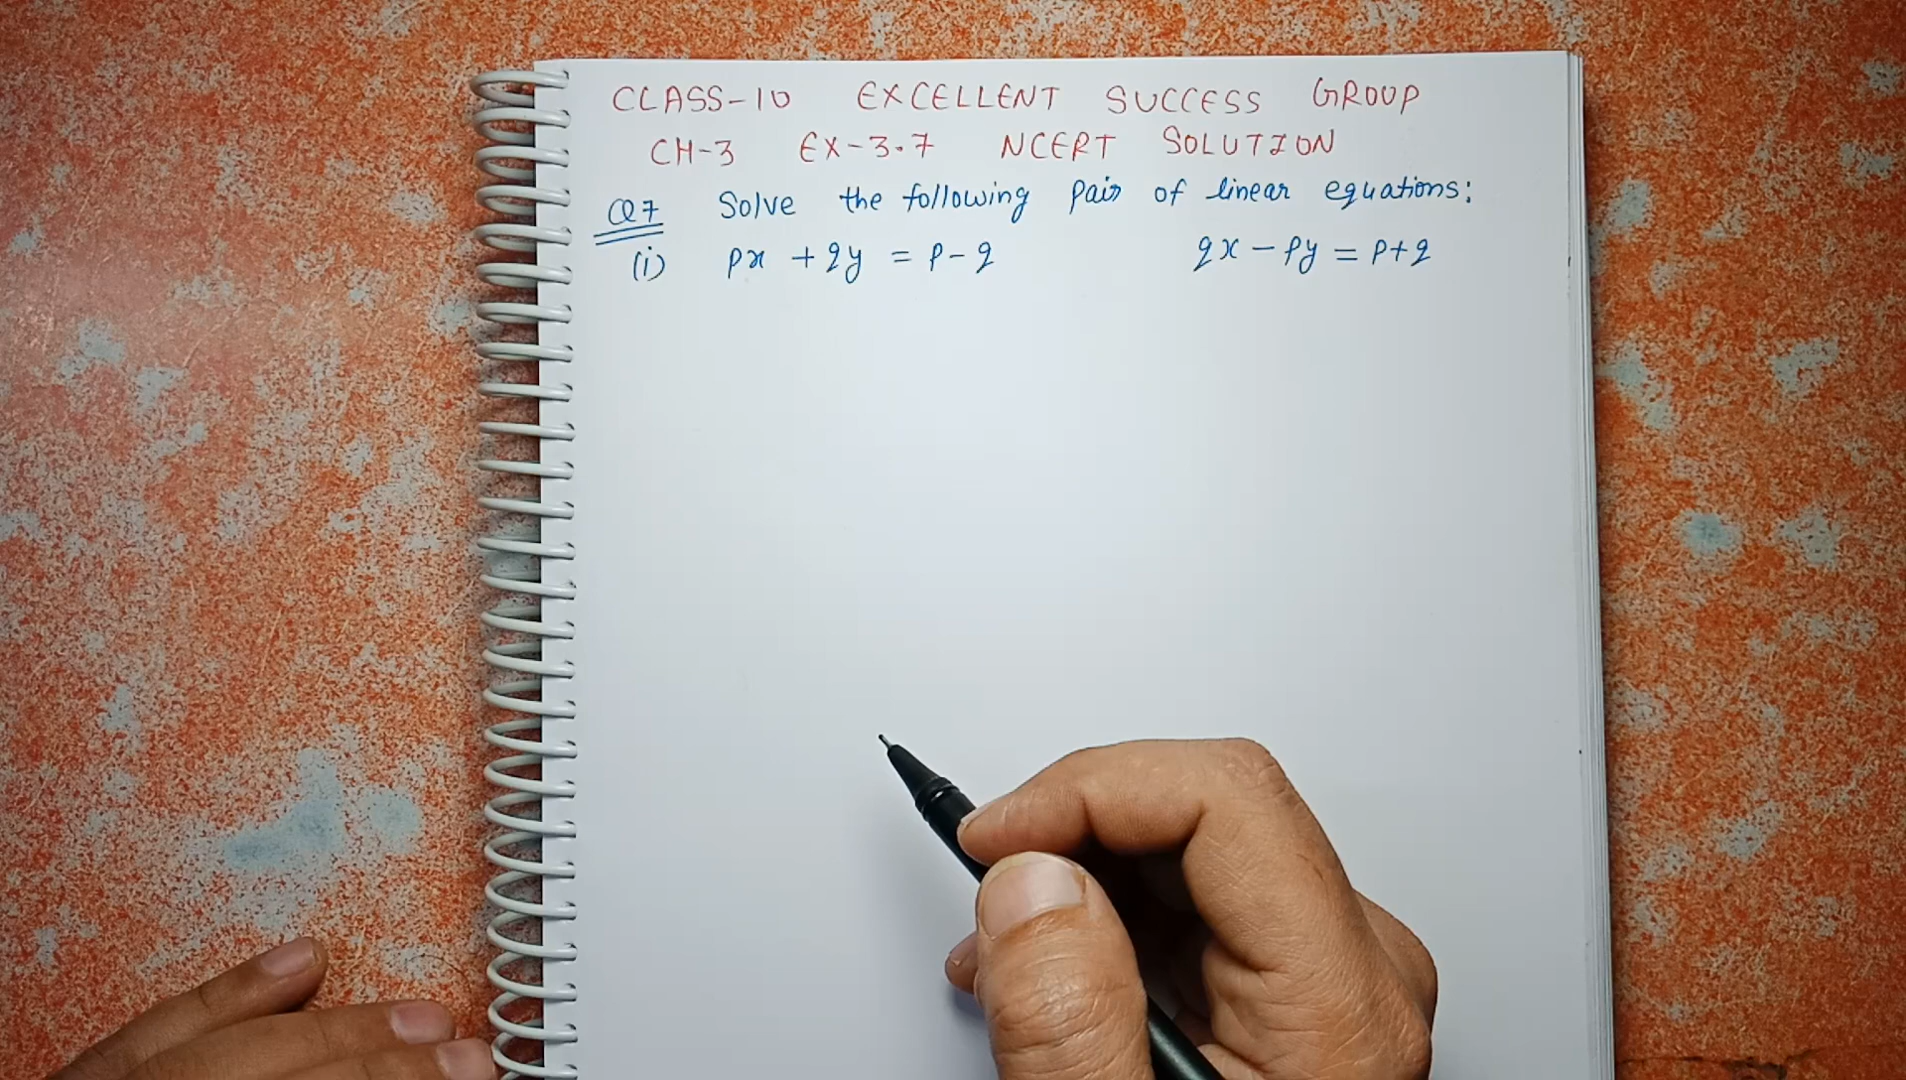 CLASS-10 EXCELLENT SUCCESS GROUP
CH-3 EX-3.7 NCERT SOLUTION
Q7 Solve the following pair of linear equations:
(i) px + qy = p - q qx - py = p + q